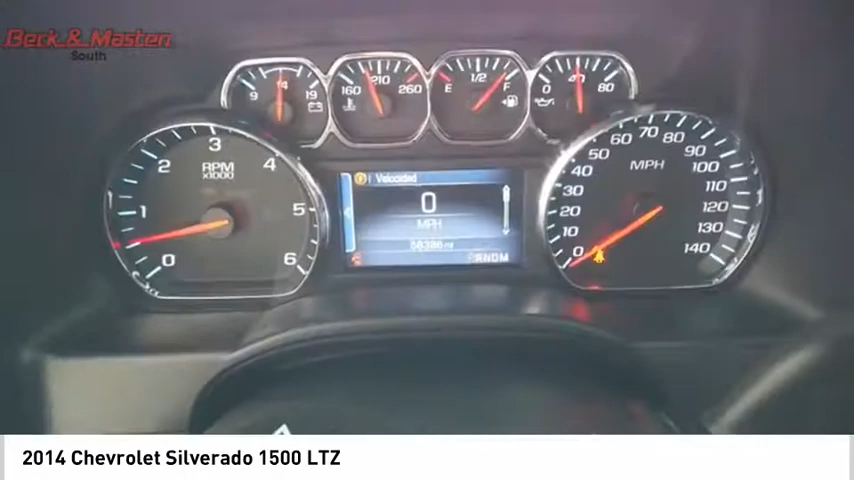 Beck & Masten
South
9 14 19
160 210 260
E 1/2 F
0 40 80
RPM
x1000
0 1 2 3 4 5 6
Velocidad
0
MPH
PRNDM
MPH
0 10 20 30 40 50 60 70 80 90 100 110 120 130 140
2014 Chevrolet Silverado 1500 LTZ